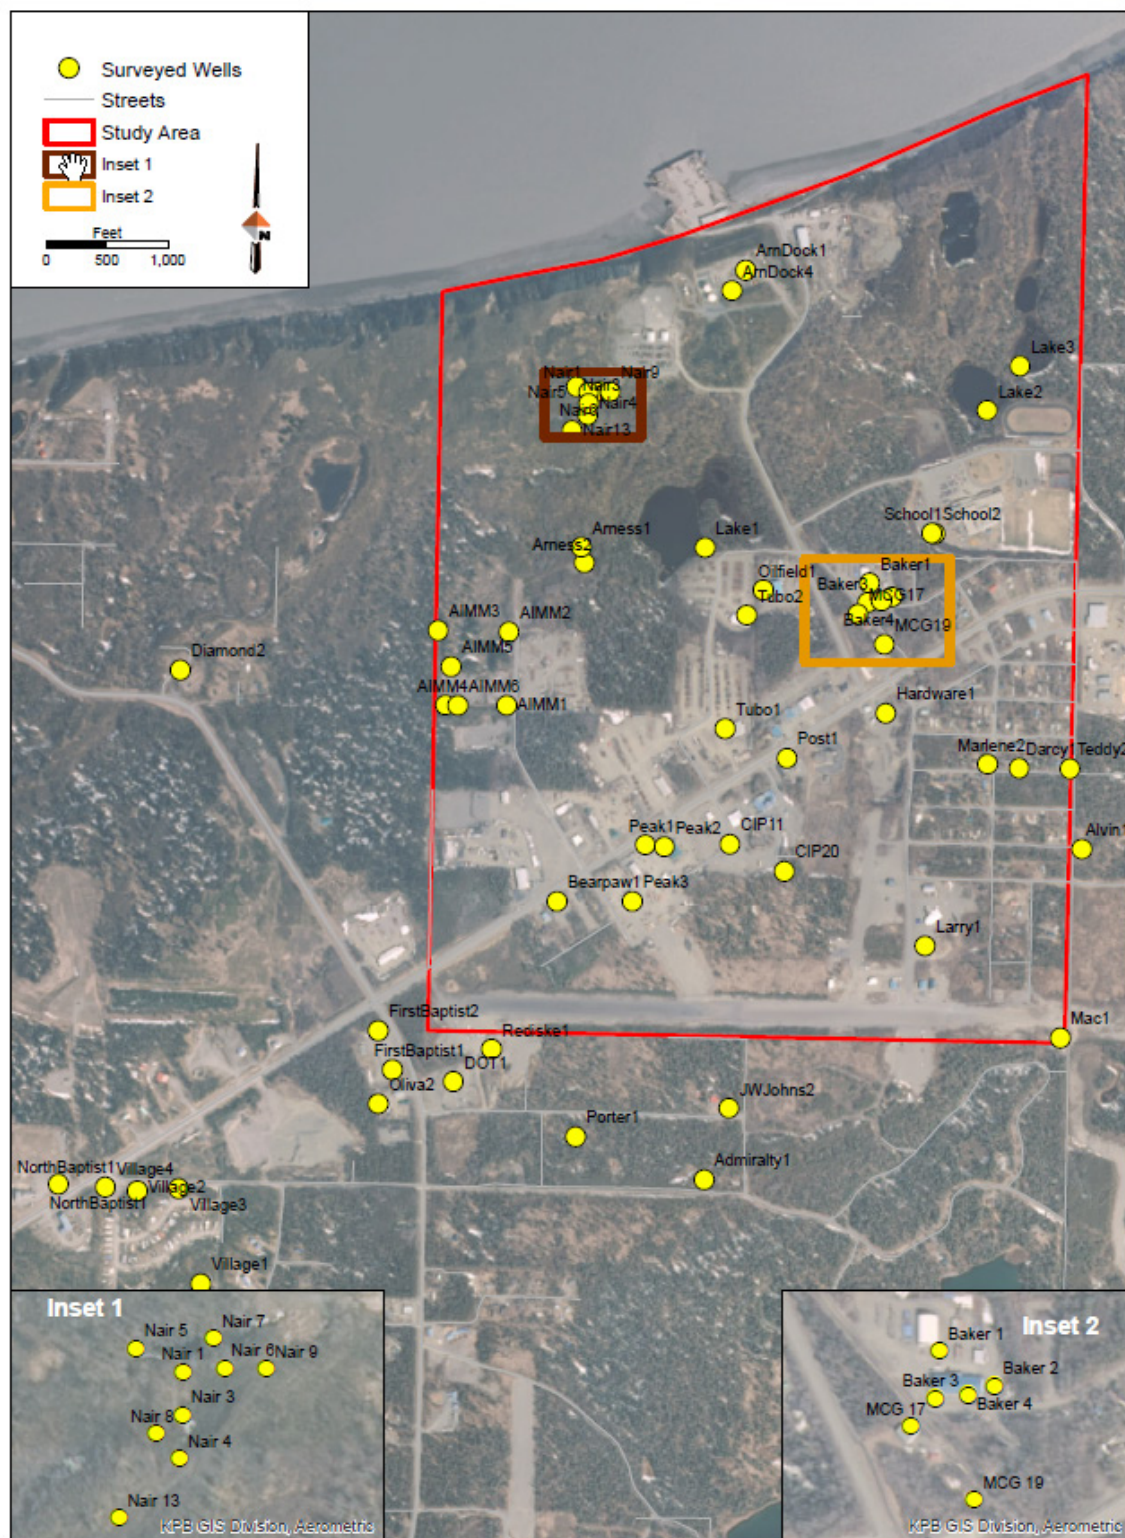 Surveyed Wells
Streets
Study Area
Inset 1
Inset 2
Feet
0 500 1,000
N
ArnDock1
ArnDock4
Lake3
Nair1
Nair9
Nair3
Nair5
Nair4
Nair13
Lake2
School1
School2
Arness1
Lake1
Arness2
Baker1
Oilfield1
Baker3
MCG17
Tubo2
Baker4
MCG19
AIMM3
AIMM2
AIMM5
Diamond2
AIMM4
AIMM6
AIMM1
Hardware1
Tubo1
Post1
Marlene2
Darcy1
Teddy2
Peak1
Peak2
CIP11
Alvin1
CIP20
Bearpaw1
Peak3
Larry1
FirstBaptist2
Rediske1
Mac1
FirstBaptist1
DOT1
Oliva2
JWJohns2
Porter1
NorthBaptist1
Village4
Village2
Admiralty1
NorthBaptist1
Village3
Village1
Inset 1
Nair 7
Nair 5
Nair 1
Nair 6
Nair 9
Nair 3
Nair 8
Nair 4
Nair 13
KPB GIS Division, Aerometric
Inset 2
Baker 1
Baker 2
Baker 3
Baker 4
MCG 17
MCG 19
KPB GIS Division, Aerometric